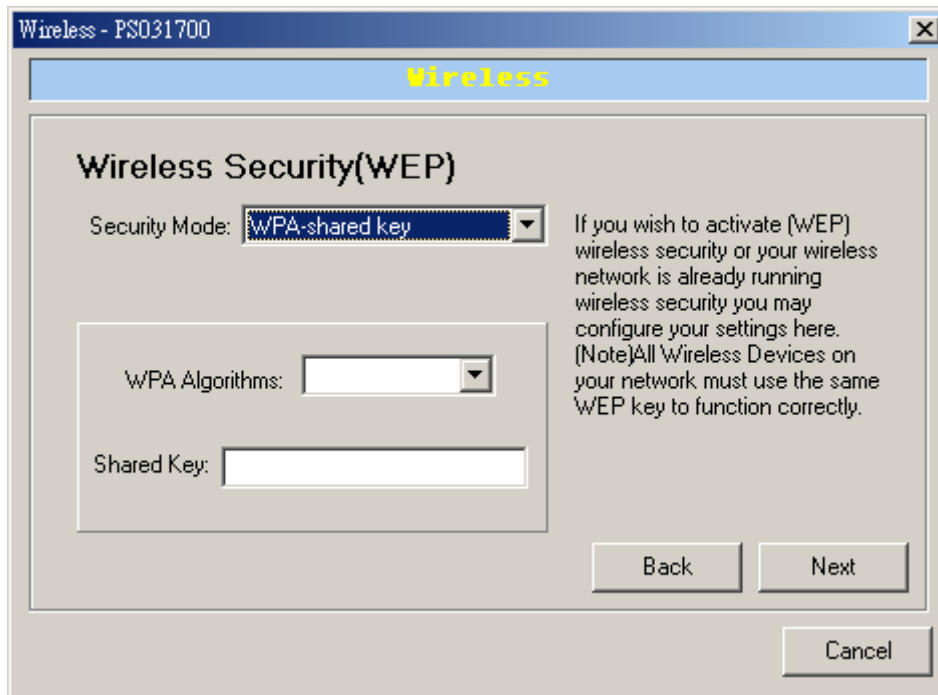 Wireless - PS031700
Wireless
Wireless Security(WEP)
Security Mode: WPA-shared key
If you wish to activate (WEP)
wireless security or your wireless
network is already running
wireless security you may
configure your settings here.
(Note)All Wireless Devices on
your network must use the same
WEP key to function correctly.
WPA Algorithms:
Shared Key:
Back
Next
Cancel